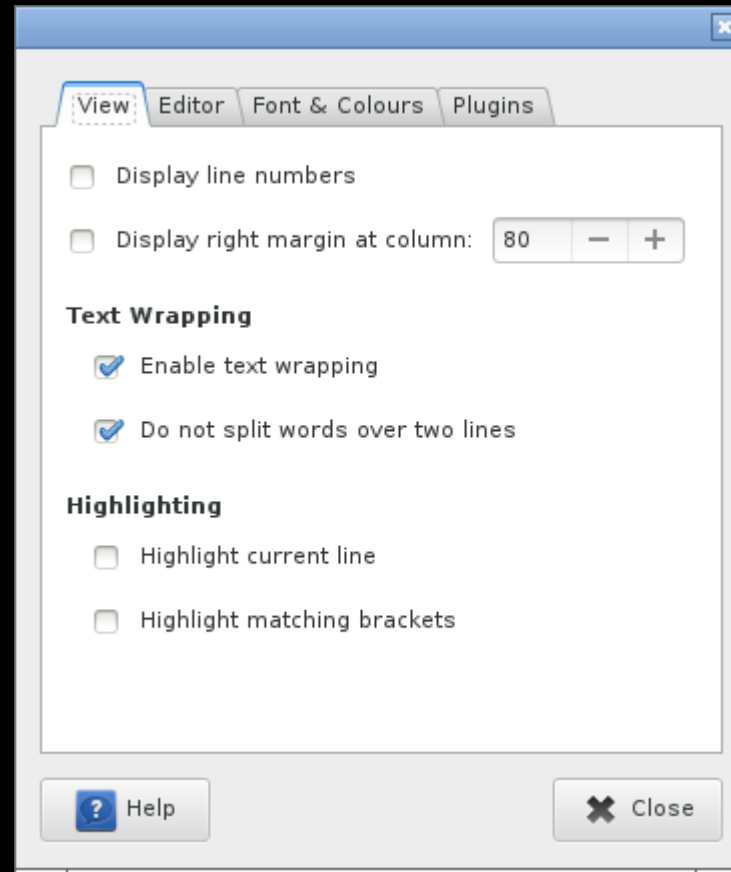 View Editor Font & Colours Plugins
Display line numbers
Display right margin at column: 80
Text Wrapping
Enable text wrapping
Do not split words over two lines
Highlighting
Highlight current line
Highlight matching brackets
Help Close